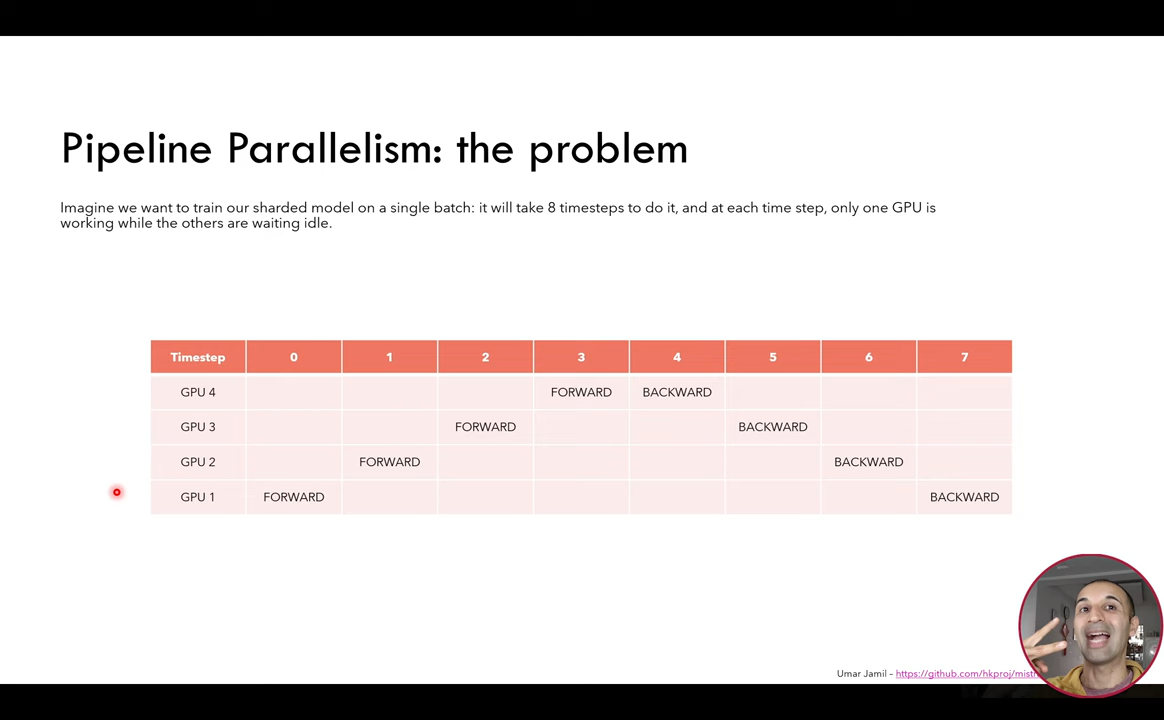 Pipeline Parallelism: the problem
Imagine we want to train our sharded model on a single batch: it will take 8 timesteps to do it, and at each time step, only one GPU is
working while the others are waiting idle.
Timestep 0 1 2 3 4 5 6 7
GPU 4 FORWARD BACKWARD
GPU 3 FORWARD BACKWARD
GPU 2 FORWARD BACKWARD
GPU 1 FORWARD BACKWARD
Umar Jamil – https://github.com/hkproj/mistr